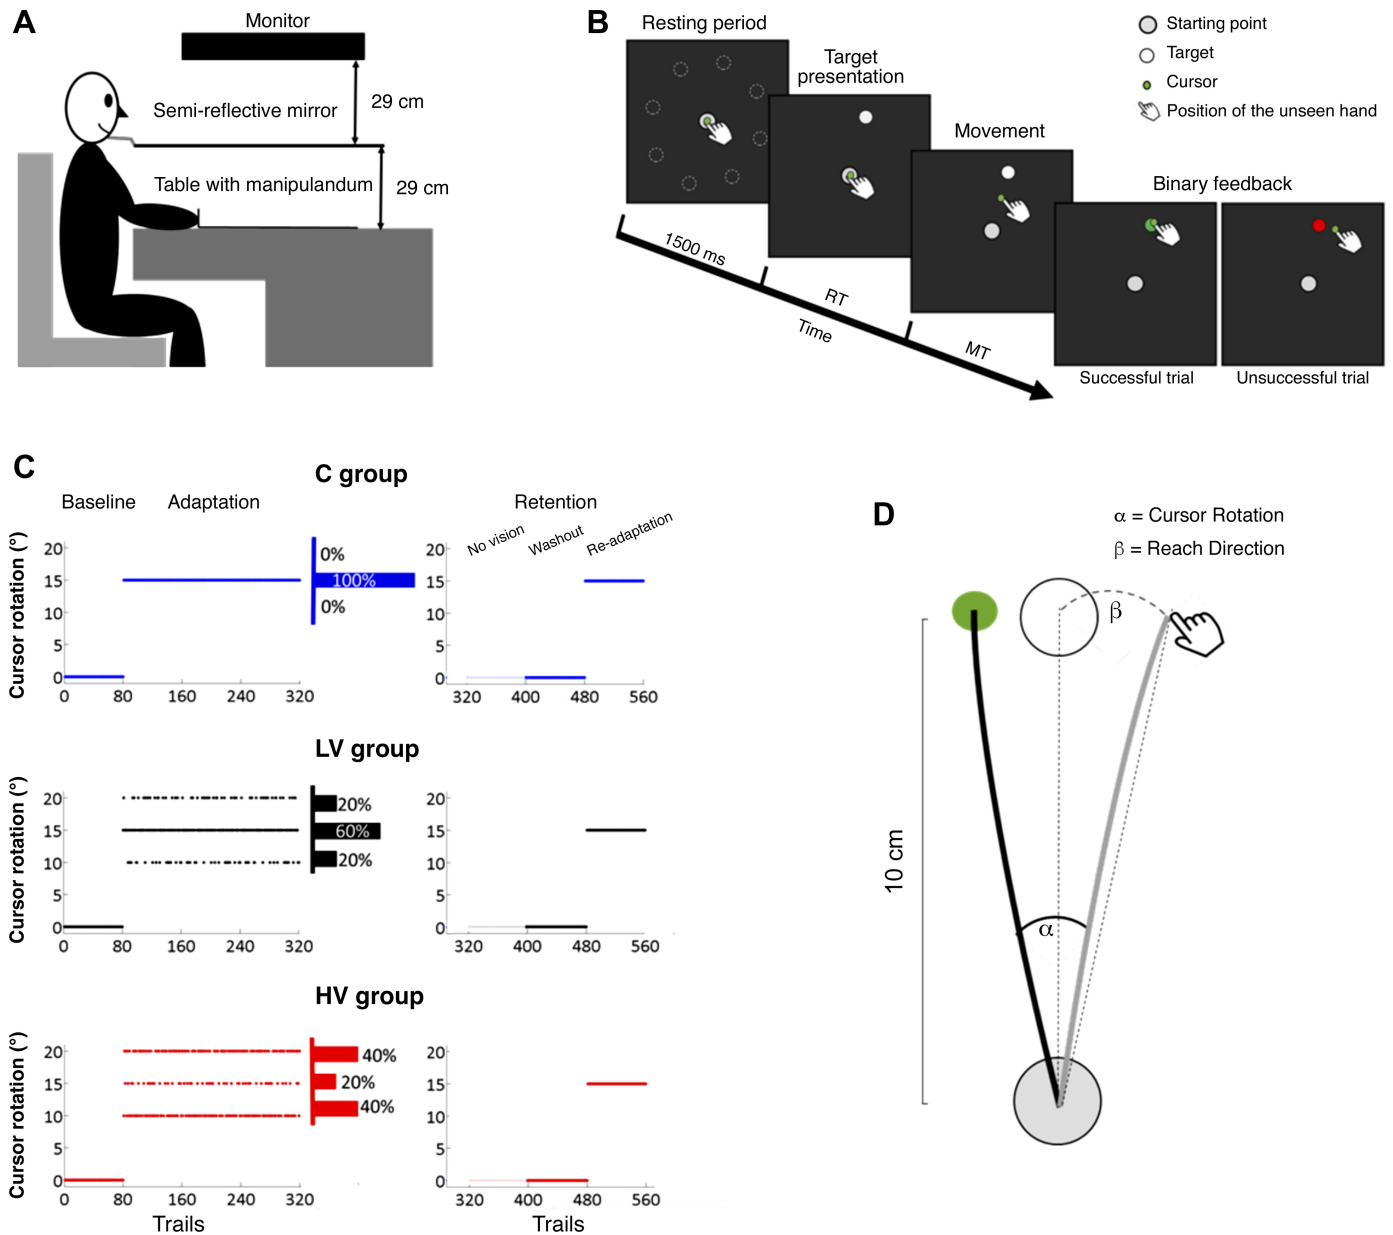 A
Monitor
29 cm
Semi-reflective mirror
Table with manipulandum
29 cm
B
Resting period
Target
presentation
Movement
Binary feedback
Starting point
Target
Cursor
Position of the unseen hand
1500 ms
RT
Time
MT
Successful trial
Unsuccessful trial
C
C group
Baseline
Adaptation
Retention
No vision
Washout
Re-adaptation
Cursor rotation (°)
20
15
10
5
0
0 80 160 240 320
0%
100%
0%
20
15
10
5
0
320 400 480 560
LV group
Cursor rotation (°)
20
15
10
5
0
0 80 160 240 320
20%
60%
20%
20
15
10
5
0
320 400 480 560
HV group
Cursor rotation (°)
20
15
10
5
0
0 80 160 240 320
Trails
40%
20%
40%
20
15
10
5
0
320 400 480 560
Trails
D
α = Cursor Rotation
β = Reach Direction
β
α
10 cm